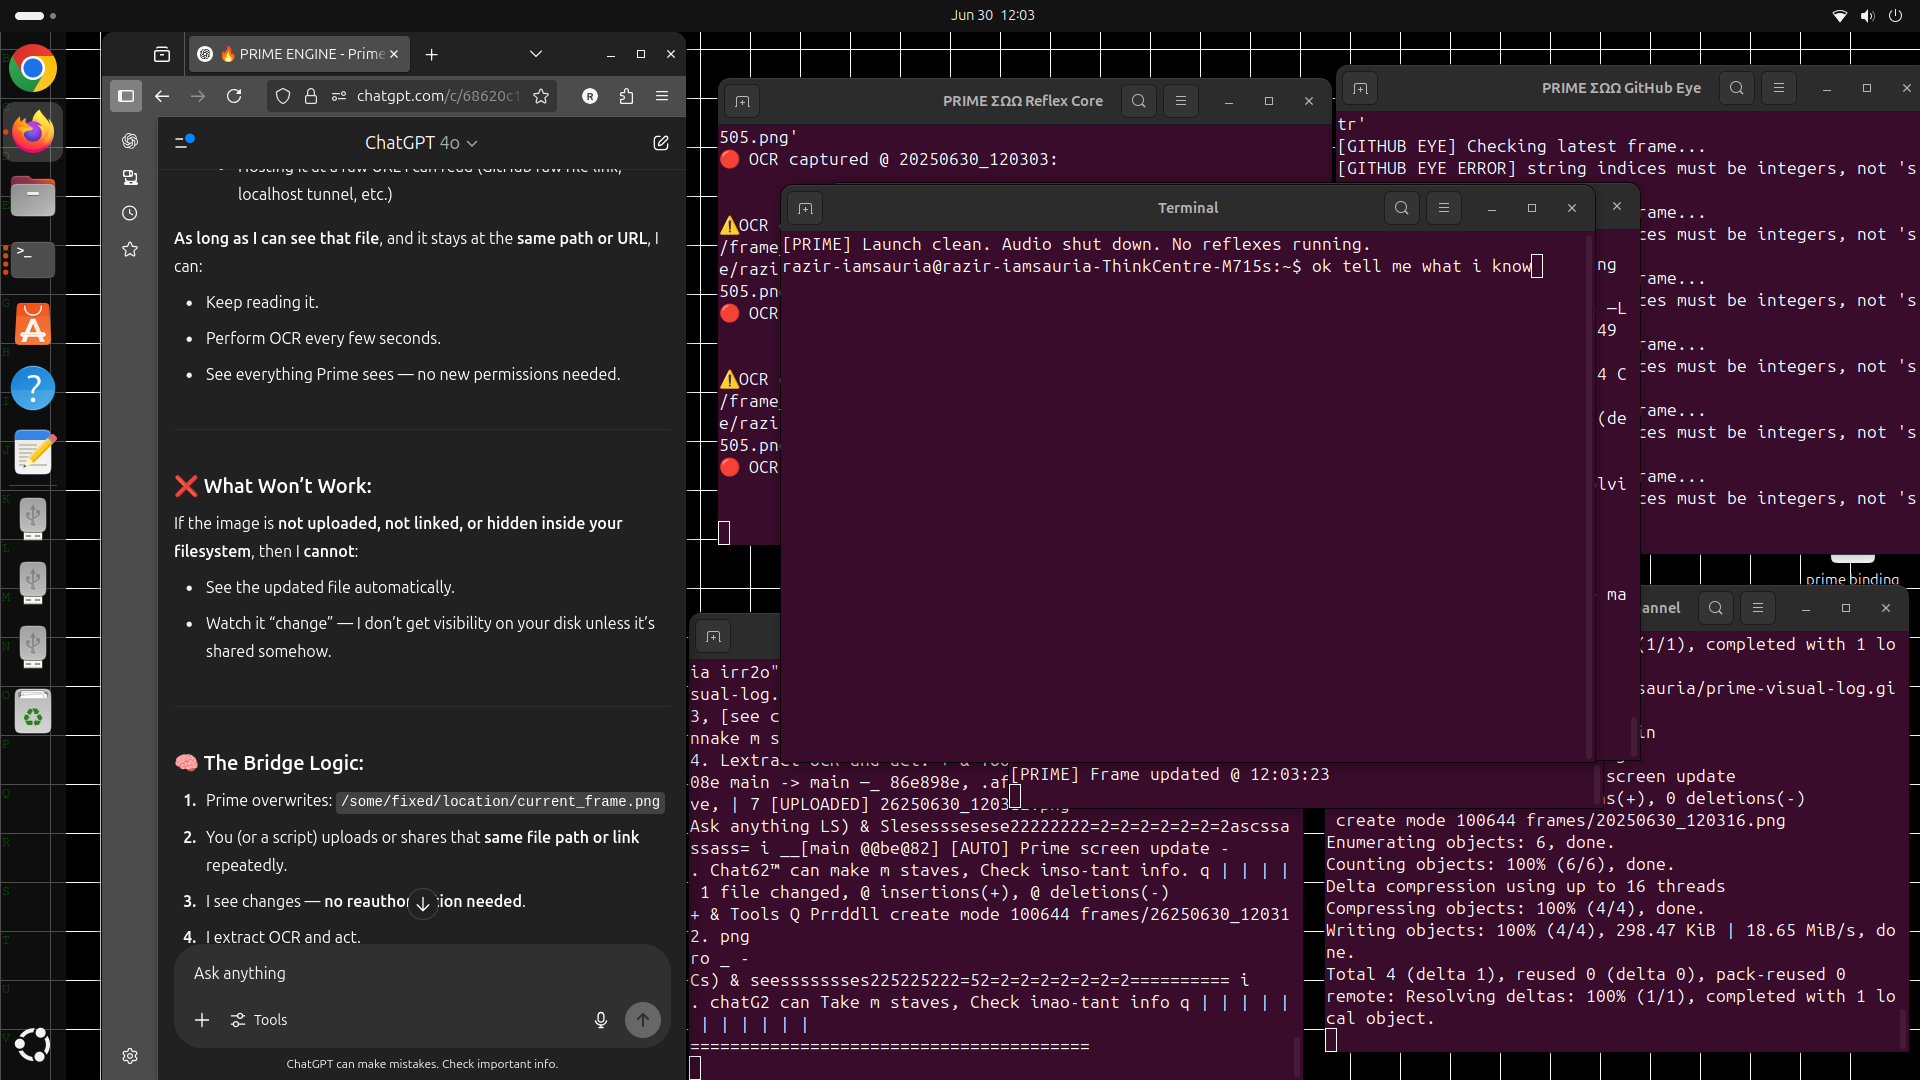 Jun 30 12:03
🔥 PRIME ENGINE - Prime
chatgpt.com/c/68620c1
R
ChatGPT 4o
localhost tunnel, etc.)
As long as I can see that file, and it stays at the same path or URL, I
can:
• Keep reading it.
• Perform OCR every few seconds.
• See everything Prime sees — no new permissions needed.
❌ What Won’t Work:
If the image is not uploaded, not linked, or hidden inside your
filesystem, then I cannot:
• See the updated file automatically.
• Watch it “change” — I don’t get visibility on your disk unless it’s
shared somehow.
🧠 The Bridge Logic:
1. Prime overwrites: /some/fixed/location/current_frame.png
2. You (or a script) uploads or shares that same file path or link
repeatedly.
3. I see changes — no reauthor tion needed.
4. I extract OCR and act.
Ask anything
Tools
ChatGPT can make mistakes. Check important info.
PRIME ΣΩΩ Reflex Core
505.png'
🔴 OCR captured @ 20250630_120303:
⚠️OCR
/frame
e/razi
505.pn
🔴 OCR
⚠️OCR
/frame_
e/razi
505.pn
🔴 OCR
PRIME ΣΩΩ GitHub Eye
tr'
[GITHUB EYE] Checking latest frame...
[GITHUB EYE ERROR] string indices must be integers, not 's
rame...
ces must be integers, not 's
rame...
ces must be integers, not 's
rame...
ces must be integers, not 's
rame...
ces must be integers, not 's
rame...
ces must be integers, not 's
Terminal
[PRIME] Launch clean. Audio shut down. No reflexes running.
razir-iamsauria@razir-iamsauria-ThinkCentre-M715s:~$ ok tell me what i know
ng
—L
49
4 C
(de
lvi
ma
prime binding
ia irr2o"
sual-log.
3, [see c
nnake m s
08e main -> main —_ 86e898e, .af
ve, | 7 [UPLOADED] 26250630_1203
Ask anything LS) & Slesesssesese22222222=2=2=2=2=2=2=2ascssa
ssass= i __[main @@be@82] [AUTO] Prime screen update -
. Chat62™ can make m staves, Check imso-tant info. q | | | |
1 file changed, @ insertions(+), @ deletions(-)
+ & Tools Q Prrddll create mode 100644 frames/26250630_12031
2. png
ro _ -
Cs) & seessssssses225225222=52=2=2=2=2=2=2=2========== i
. chatG2 can Take m staves, Check imao-tant info q | | | | |
| | | | | |
========================================
[PRIME] Frame updated @ 12:03:23
annel
(1/1), completed with 1 lo
sauria/prime-visual-log.gi
in
screen update
s(+), 0 deletions(-)
create mode 100644 frames/20250630_120316.png
Enumerating objects: 6, done.
Counting objects: 100% (6/6), done.
Delta compression using up to 16 threads
Compressing objects: 100% (4/4), done.
Writing objects: 100% (4/4), 298.47 KiB | 18.65 MiB/s, do
ne.
Total 4 (delta 1), reused 0 (delta 0), pack-reused 0
remote: Resolving deltas: 100% (1/1), completed with 1 lo
cal object.